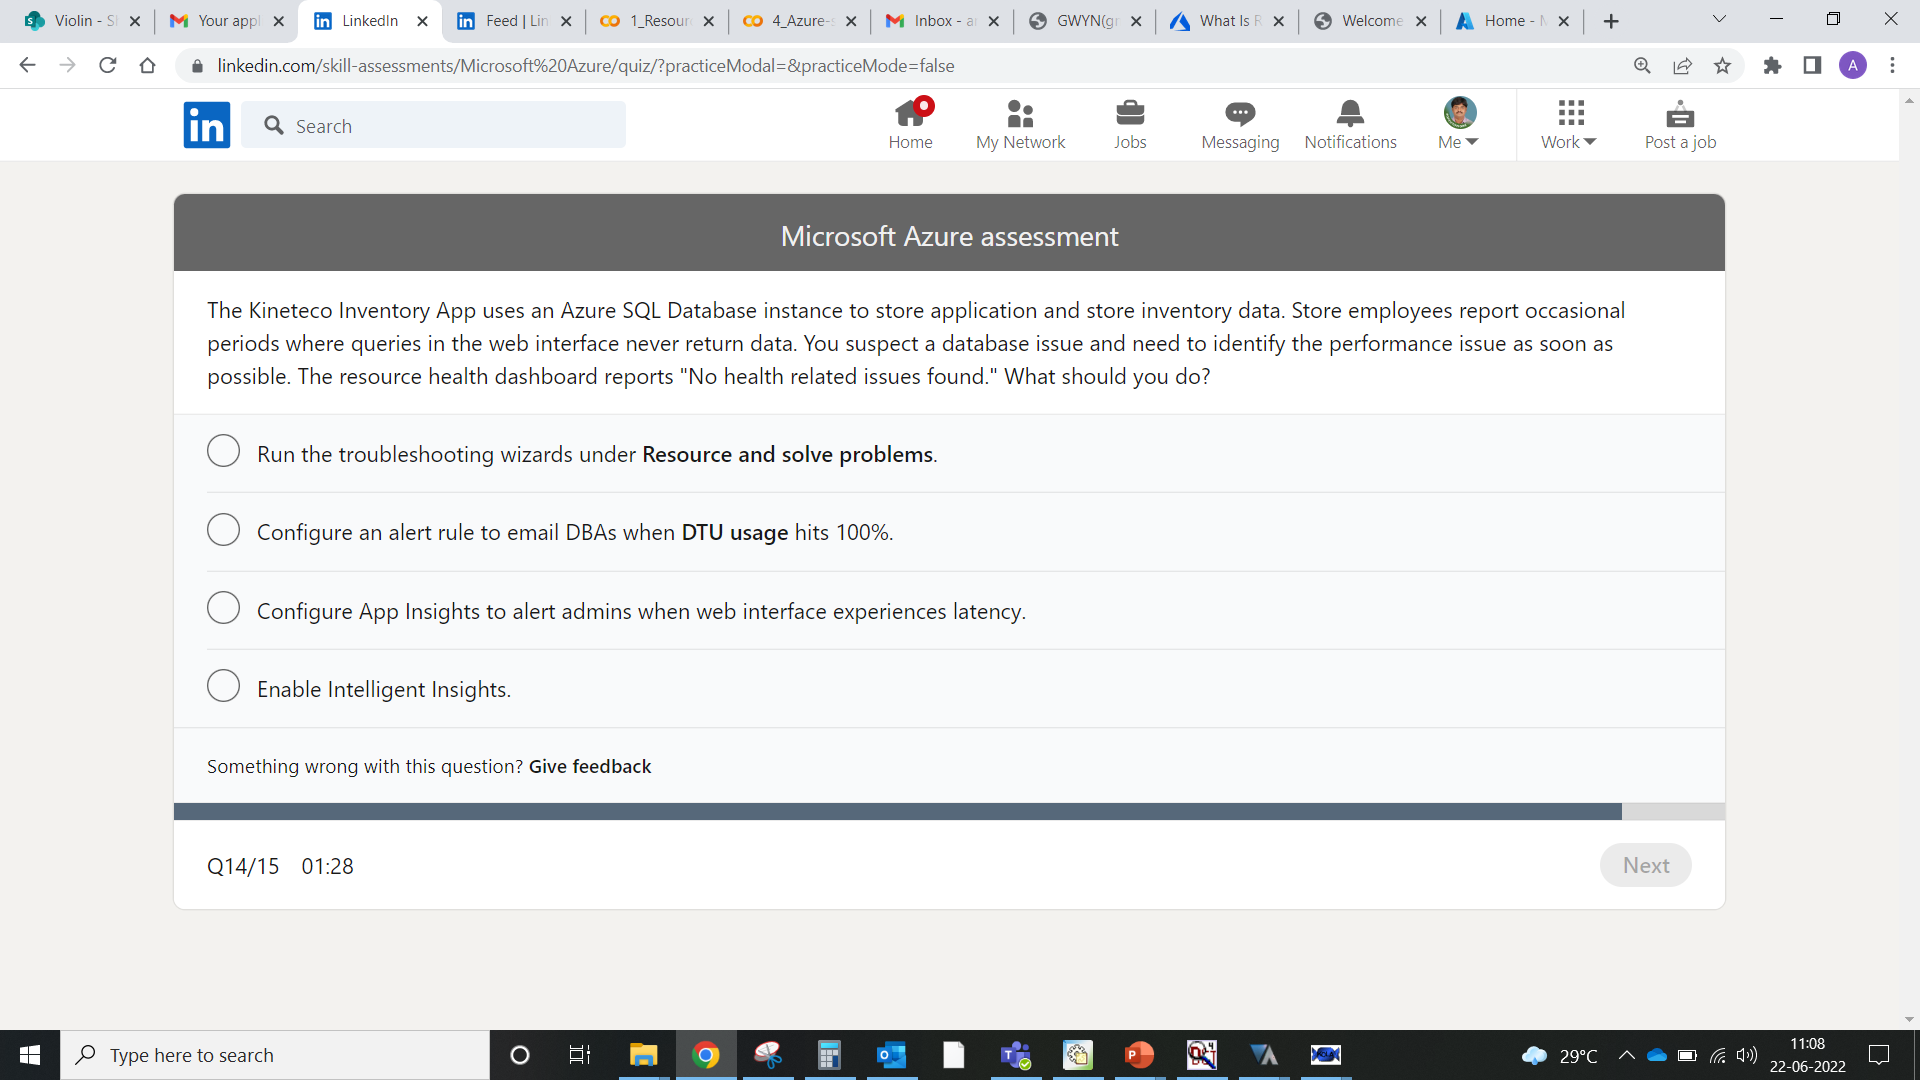 Violin - S
Your appl
LinkedIn
Feed | Lin
1_Resour
4_Azure-s
Inbox - a
GWYN(gr
What Is R
Welcome
Home - M
linkedin.com/skill-assessments/Microsoft%20Azure/quiz/?practiceModal=&practiceMode=false
A
in
Search
Home
My Network
Jobs
Messaging
Notifications
Me
Work
Post a job
Microsoft Azure assessment
The Kineteco Inventory App uses an Azure SQL Database instance to store application and store inventory data. Store employees report occasional
periods where queries in the web interface never return data. You suspect a database issue and need to identify the performance issue as soon as
possible. The resource health dashboard reports "No health related issues found." What should you do?
Run the troubleshooting wizards under Resource and solve problems.
Configure an alert rule to email DBAs when DTU usage hits 100%.
Configure App Insights to alert admins when web interface experiences latency.
Enable Intelligent Insights.
Something wrong with this question? Give feedback
Q14/15 01:28
Next
Type here to search
29°C
11:08
22-06-2022